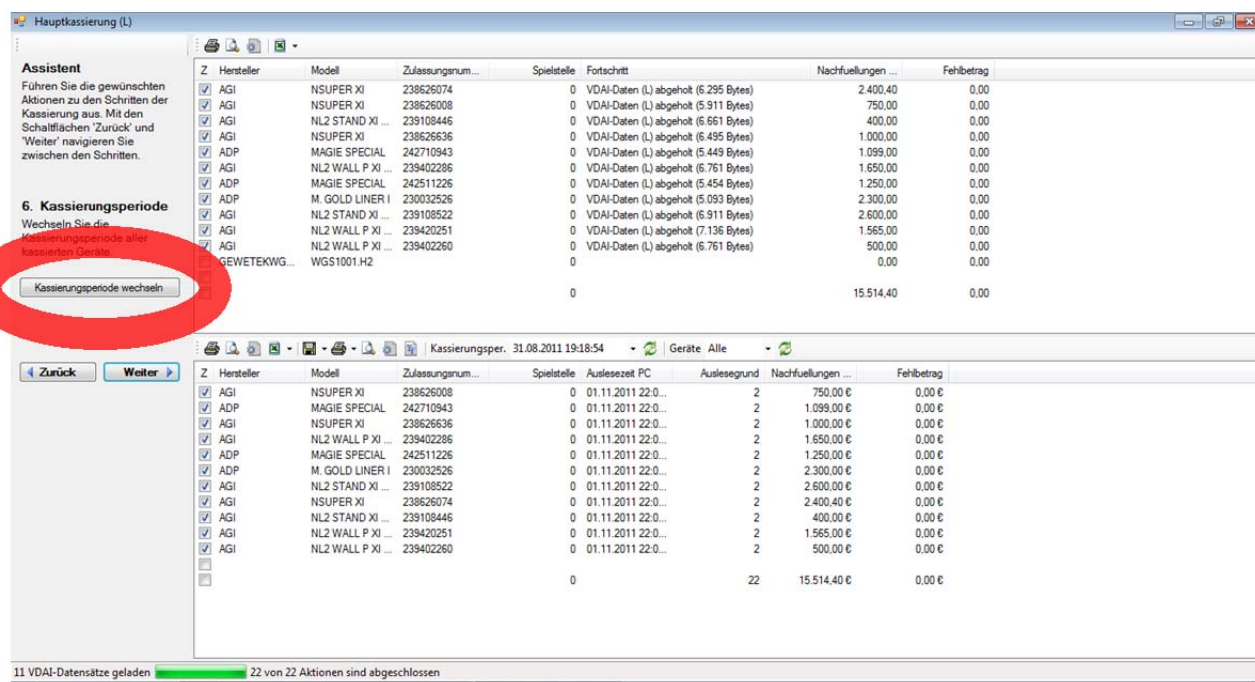 Hauptkassierung (L)
Assistent
Führen Sie die gewünschten
Aktionen zu den Schritten der
Kassierung aus. Mit den
Schaltflächen 'Zurück' und
'Weiter' navigieren Sie
zwischen den Schritten.
6. Kassierungsperiode
Wechseln Sie die
Kassierungsperiode aller
kassierten Geräte.
Kassierungsperiode wechseln
Zurück Weiter
Z Hersteller Modell Zulassungsnum... Spielstelle Fortschritt Nachfuellungen ... Fehlbetrag
AGI NSUPER XI 238626074 0 VDAI-Daten (L) abgeholt (6.295 Bytes) 2.400,40 0,00
AGI NSUPER XI 238626008 0 VDAI-Daten (L) abgeholt (5.911 Bytes) 750,00 0,00
AGI NL2 STAND XI ... 239108446 0 VDAI-Daten (L) abgeholt (6.661 Bytes) 400,00 0,00
AGI NSUPER XI 238626636 0 VDAI-Daten (L) abgeholt (6.495 Bytes) 1.000,00 0,00
ADP MAGIE SPECIAL 242710943 0 VDAI-Daten (L) abgeholt (5.449 Bytes) 1.099,00 0,00
AGI NL2 WALL P XI ... 239402286 0 VDAI-Daten (L) abgeholt (6.761 Bytes) 1.650,00 0,00
ADP MAGIE SPECIAL 242511226 0 VDAI-Daten (L) abgeholt (5.454 Bytes) 1.250,00 0,00
ADP M. GOLD LINER I 230032526 0 VDAI-Daten (L) abgeholt (5.093 Bytes) 2.300,00 0,00
AGI NL2 STAND XI ... 239108522 0 VDAI-Daten (L) abgeholt (6.911 Bytes) 2.600,00 0,00
AGI NL2 WALL P XI ... 239420251 0 VDAI-Daten (L) abgeholt (7.136 Bytes) 1.565,00 0,00
AGI NL2 WALL P XI ... 239402260 0 VDAI-Daten (L) abgeholt (6.761 Bytes) 500,00 0,00
GEWETEKWG... WGS1001.H2 0 0,00 0,00
0 15.514,40 0,00
Kassierungsper. 31.08.2011 19:18:54 Geräte Alle
Z Hersteller Modell Zulassungsnum... Spielstelle Auslesezeit PC Auslesegrund Nachfuellungen ... Fehlbetrag
AGI NSUPER XI 238626008 0 01.11.2011 22:0... 2 750,00 € 0,00 €
ADP MAGIE SPECIAL 242710943 0 01.11.2011 22:0... 2 1.099,00 € 0,00 €
AGI NSUPER XI 238626636 0 01.11.2011 22:0... 2 1.000,00 € 0,00 €
AGI NL2 WALL P XI ... 239402286 0 01.11.2011 22:0... 2 1.650,00 € 0,00 €
ADP MAGIE SPECIAL 242511226 0 01.11.2011 22:0... 2 1.250,00 € 0,00 €
ADP M. GOLD LINER I 230032526 0 01.11.2011 22:0... 2 2.300,00 € 0,00 €
AGI NL2 STAND XI ... 239108522 0 01.11.2011 22:0... 2 2.600,00 € 0,00 €
AGI NSUPER XI 238626074 0 01.11.2011 22:0... 2 2.400,40 € 0,00 €
AGI NL2 STAND XI ... 239108446 0 01.11.2011 22:0... 2 400,00 € 0,00 €
AGI NL2 WALL P XI ... 239420251 0 01.11.2011 22:0... 2 1.565,00 € 0,00 €
AGI NL2 WALL P XI ... 239402260 0 01.11.2011 22:0... 2 500,00 € 0,00 €
0 22 15.514,40 € 0,00 €
11 VDAI-Datensätze geladen 22 von 22 Aktionen sind abgeschlossen